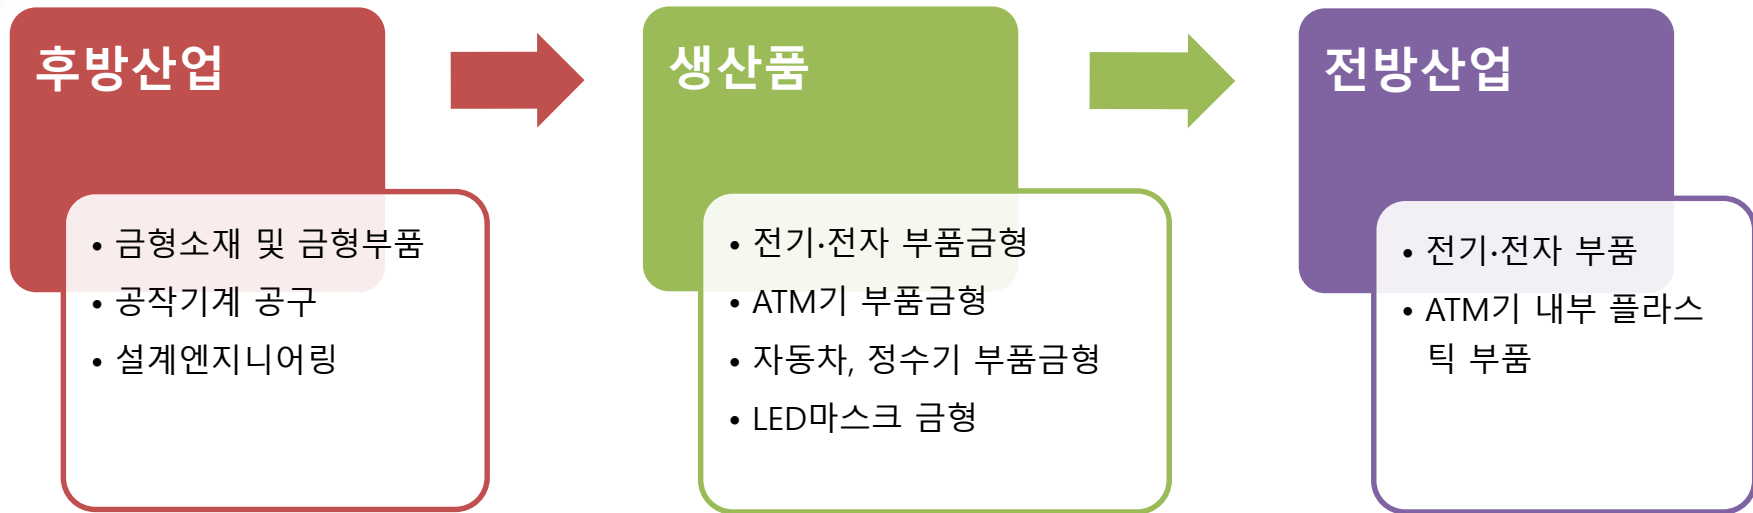 후방산업
• 금형소재 및 금형부품
• 공작기계 공구
• 설계엔지니어링
생산품
• 전기·전자 부품금형
• ATM기 부품금형
• 자동차, 정수기 부품금형
• LED마스크 금형
전방산업
• 전기·전자 부품
• ATM기 내부 플라스
틱 부품